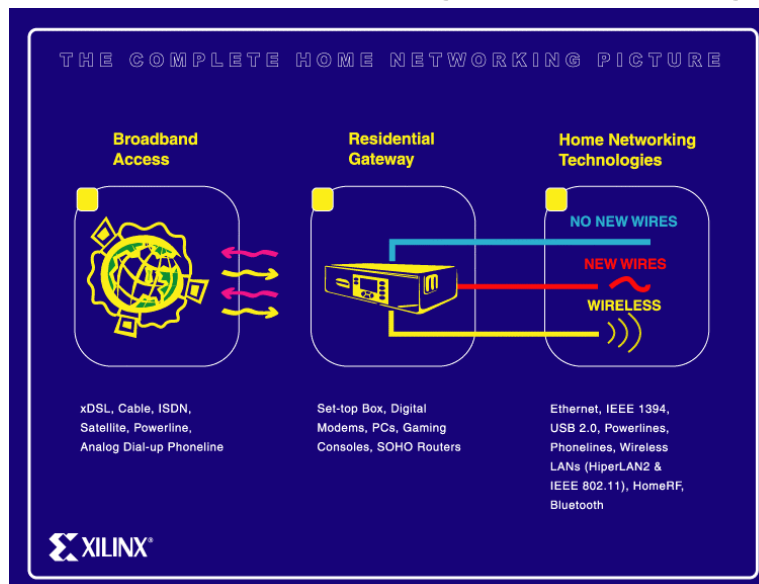 THE COMPLETE HOME NETWORKING PICTURE
Broadband
Access
Residential
Gateway
Home Networking
Technologies
NO NEW WIRES
NEW WIRES
WIRELESS
xDSL, Cable, ISDN,
Satellite, Powerline,
Analog Dial-up Phoneline
Set-top Box, Digital
Modems, PCs, Gaming
Consoles, SOHO Routers
Ethernet, IEEE 1394,
USB 2.0, Powerlines,
Phonelines, Wireless
LANs (HiperLAN2 &
IEEE 802.11), HomeRF,
Bluetooth
XILINX®